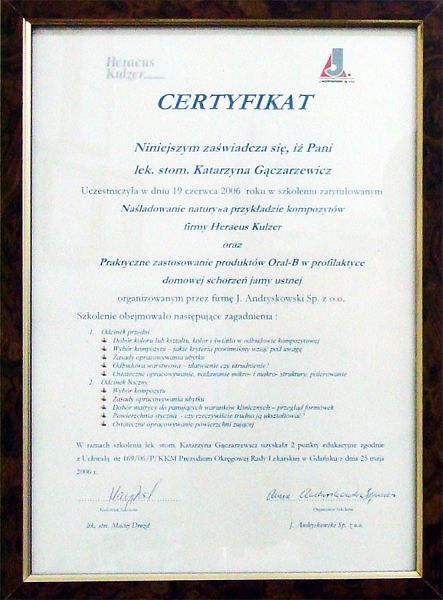 Heraeus
Kulzer
J
CERTYFIKAT
Niniejszym zaświadcza się, iż Pani
lek. stom. Katarzyna Gączarzewicz
Uczestniczyła w dniu 19 czerwca 2006 roku w szkoleniu zatytułowanym
Naśladowanie natury na przykładzie kompozytów
firmy Heraeus Kulzer
oraz
Praktyczne zastosowanie produktów Oral-B w profilaktyce
domowej schorzeń jamy ustnej
organizowanym przez firmę J. Andryskowski Sp. z o.o.
Szkolenie obejmowało następujące zagadnienia :
1. Odcinek przedni:
Dobór koloru lub kształtu, kolor i światło w odbudowie kompozytowej
Wybór kompozytu – jakie kryteria powinniśmy wziąć pod uwagę
Zasady opracowywania ubytku
Odbudowa warstwowa – ułatwienie czy utrudnienie?
Ostateczne opracowywanie, nadawanie mikro- i makro- struktury, polerowanie
2. Odcinek boczny:
Wybór kompozytu
Zasady opracowywania ubytku
Dobór matrycy do panujących warunków klinicznych – przegląd formówek
Powierzchnia styczna – czy rzeczywiście trudno ją ukształtować?
Ostateczne opracowywanie powierzchni żującej
W ramach szkolenia lek. stom. Katarzyna Gączarzewicz uzyskała 2 punkty edukacyjne zgodnie
z Uchwałą nr 169/06/P/KKM Prezydium Okręgowej Rady Lekarskiej w Gdańsku z dnia 25 maja
2006 r.
Kierownik Szkolenia
Organizator Szkolenia
lek. stom. Maciej Drozd
J. Andryskowski Sp. z o.o.